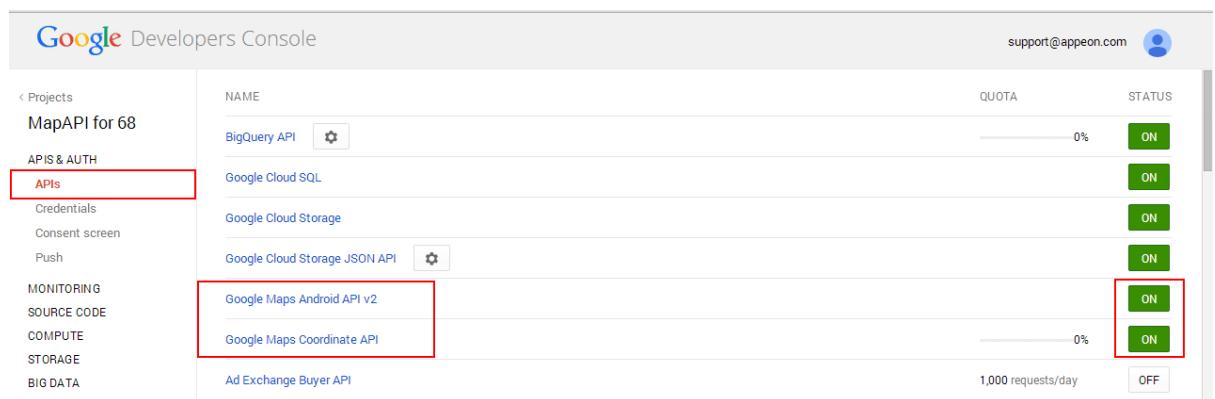 Google Developers Console
support@appeon.com
< Projects
MapAPI for 68
APIS & AUTH
APIs
Credentials
Consent screen
Push
MONITORING
SOURCE CODE
COMPUTE
STORAGE
BIG DATA
NAME QUOTA STATUS
BigQuery API 0% ON
Google Cloud SQL ON
Google Cloud Storage ON
Google Cloud Storage JSON API ON
Google Maps Android API v2 ON
Google Maps Coordinate API 0% ON
Ad Exchange Buyer API 1,000 requests/day OFF